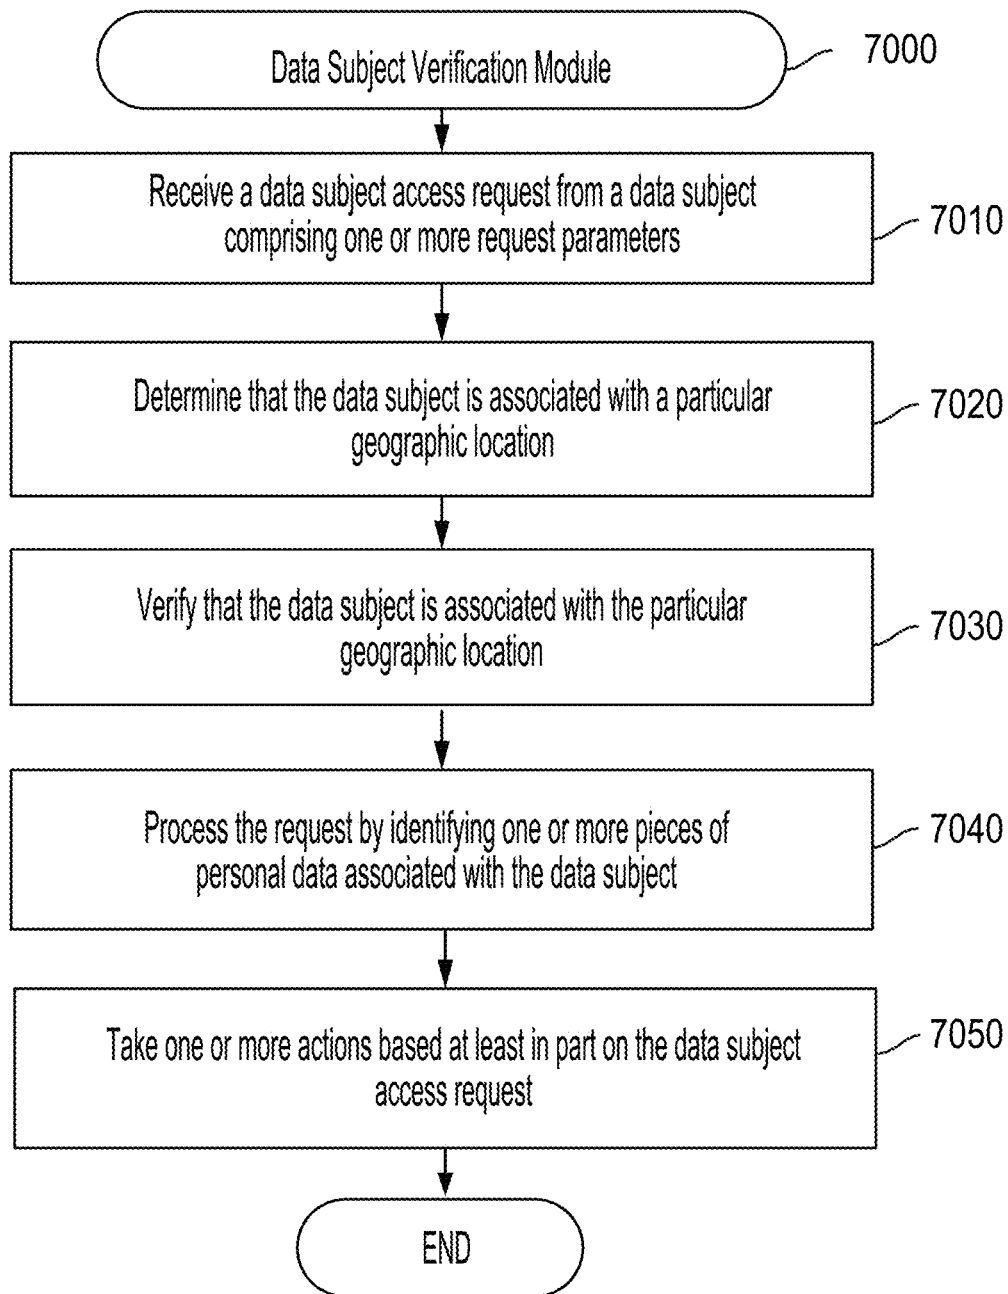 Data Subject Verification Module
7000
Receive a data subject access request from a data subject
comprising one or more request parameters
7010
Determine that the data subject is associated with a particular
geographic location
7020
Verify that the data subject is associated with the particular
geographic location
7030
Process the request by identifying one or more pieces of
personal data associated with the data subject
7040
Take one or more actions based at least in part on the data subject
access request
7050
END